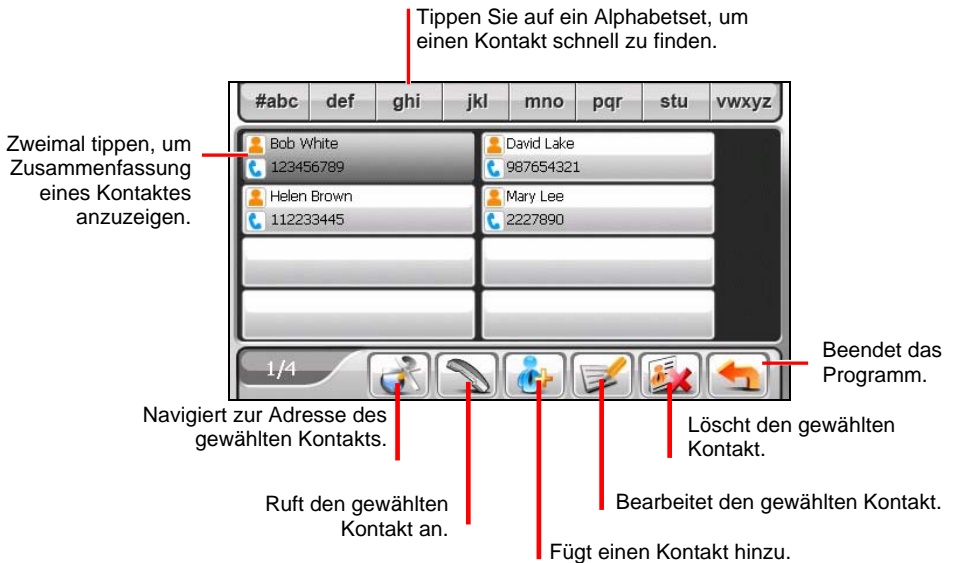 Tippen Sie auf ein Alphabetset, um
einen Kontakt schnell zu finden.
#abc def ghi jkl mno pqr stu vwxyz
Zweimal tippen, um
Zusammenfassung
eines Kontaktes
anzuzeigen.
Bob White
123456789
David Lake
987654321
Helen Brown
112233445
Mary Lee
2227890
1/4
Beendet das
Programm.
Navigiert zur Adresse des
gewählten Kontakts.
Löscht den gewählten
Kontakt.
Ruft den gewählten
Kontakt an.
Bearbeitet den gewählten Kontakt.
Fügt einen Kontakt hinzu.